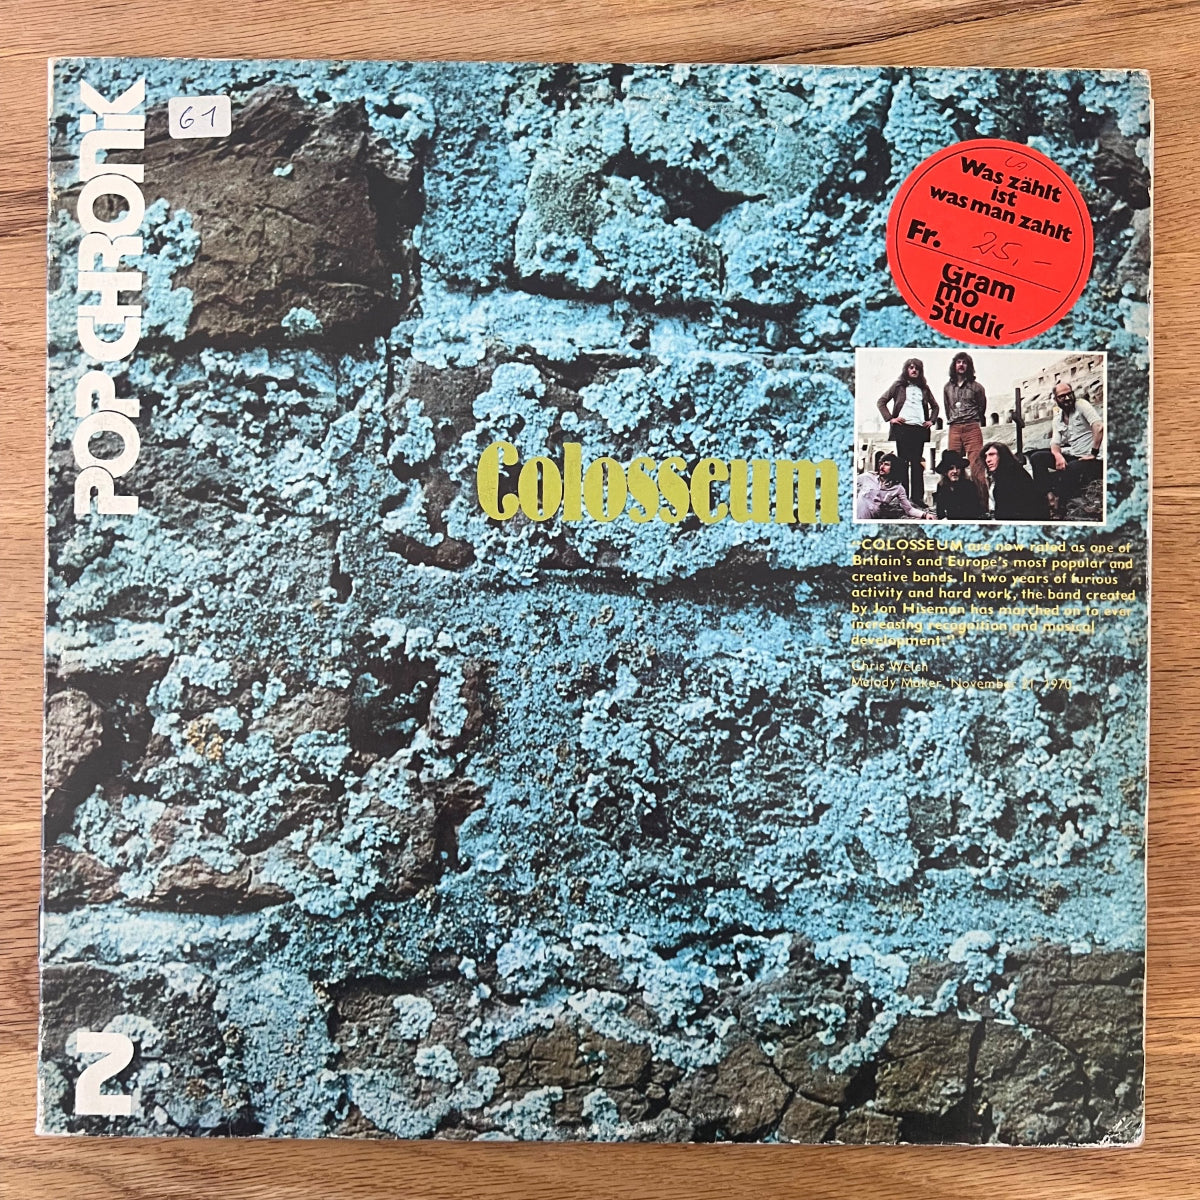 POP CHRONIK
61
Was zählt
ist
was man zahlt
Fr. 25,-
Gram
mo
Studio
Colosseum
"COLOSSEUM are now rated as one of
Britain's and Europe's most popular and
creative bands. In two years of furious
activity and hard work, the band created
by Jon Hiseman has marched on to ever
increasing recognition and musical
development."
Chris Welch
Melody Maker, November 21, 1970
2